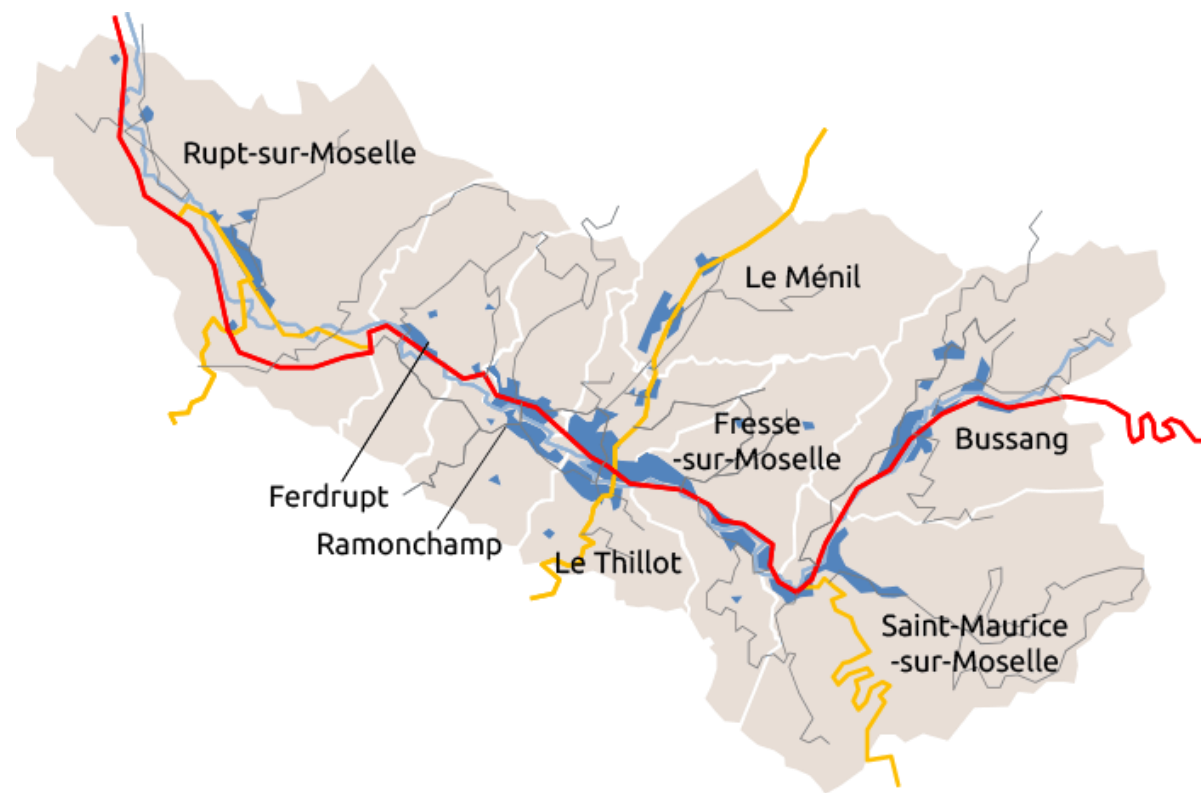 Rupt-sur-Moselle
Le Ménil
Fresse
-sur-Moselle
Bussang
Ferdrupt
Ramonchamp
Le Thillot
Saint-Maurice
-sur-Moselle